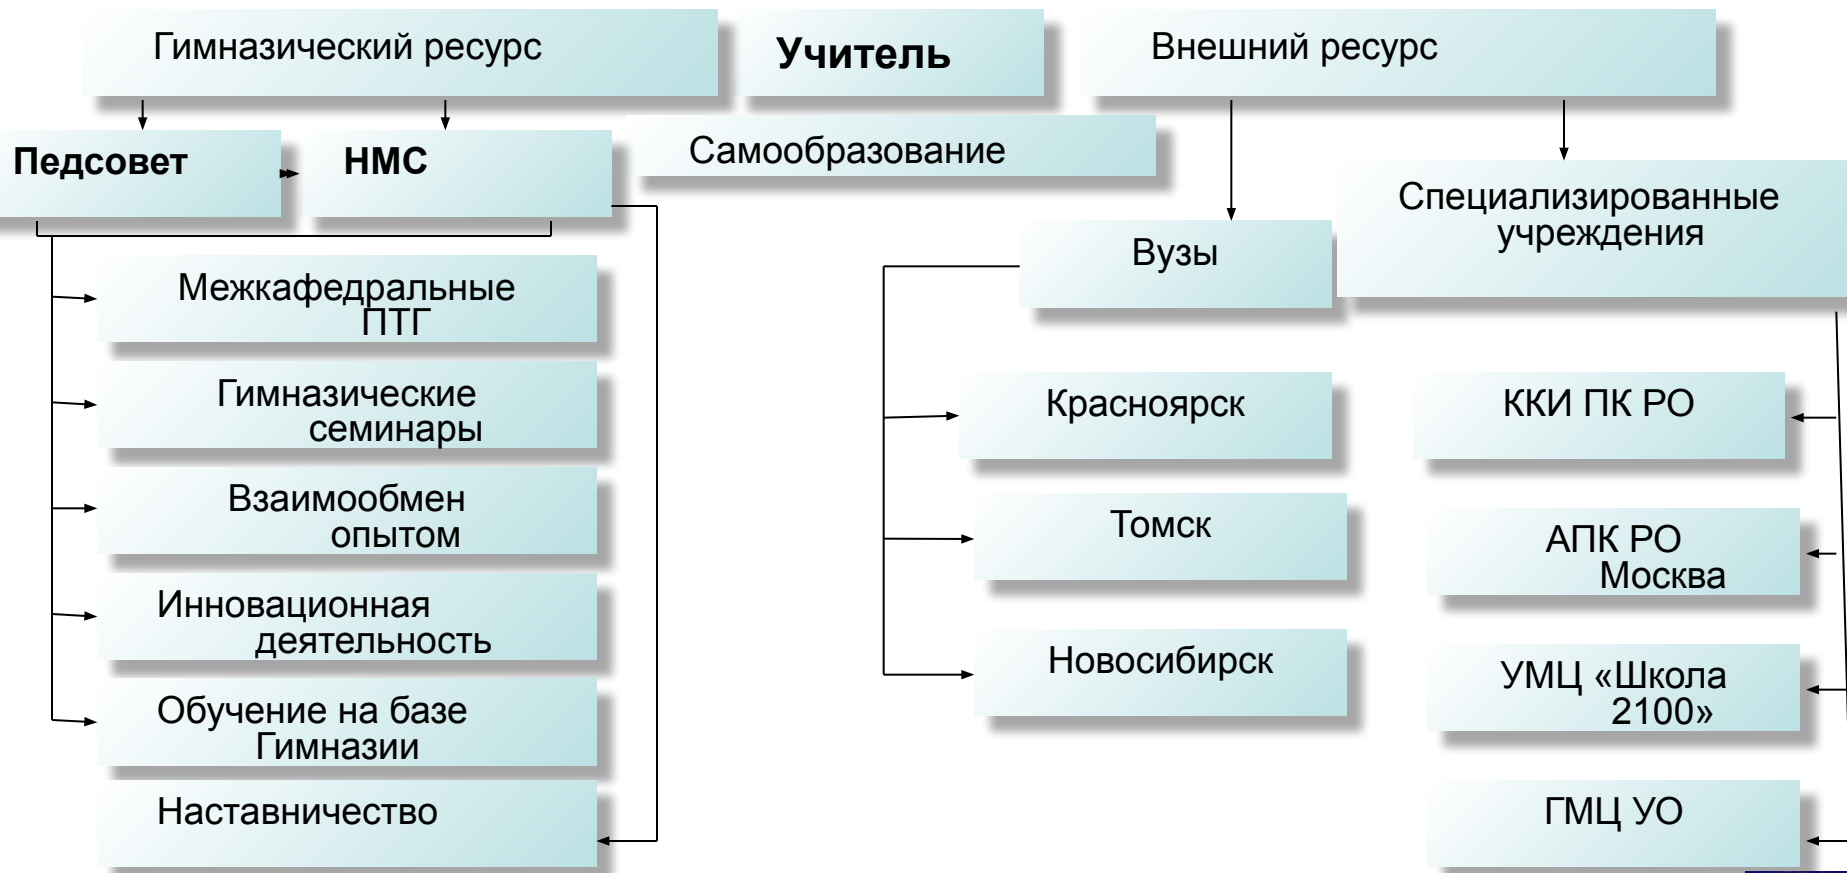 Гимназический ресурс
Учитель
Внешний ресурс
Педсовет
НМС
Самообразование
Специализированные
учреждения
Вузы
Межкафедральные
ПТГ
Гимназические
семинары
Взаимообмен
опытом
Инновационная
деятельность
Обучение на базе
Гимназии
Наставничество
Красноярск
Томск
Новосибирск
ККИ ПК РО
АПК РО
Москва
УМЦ «Школа
2100»
ГМЦ УО